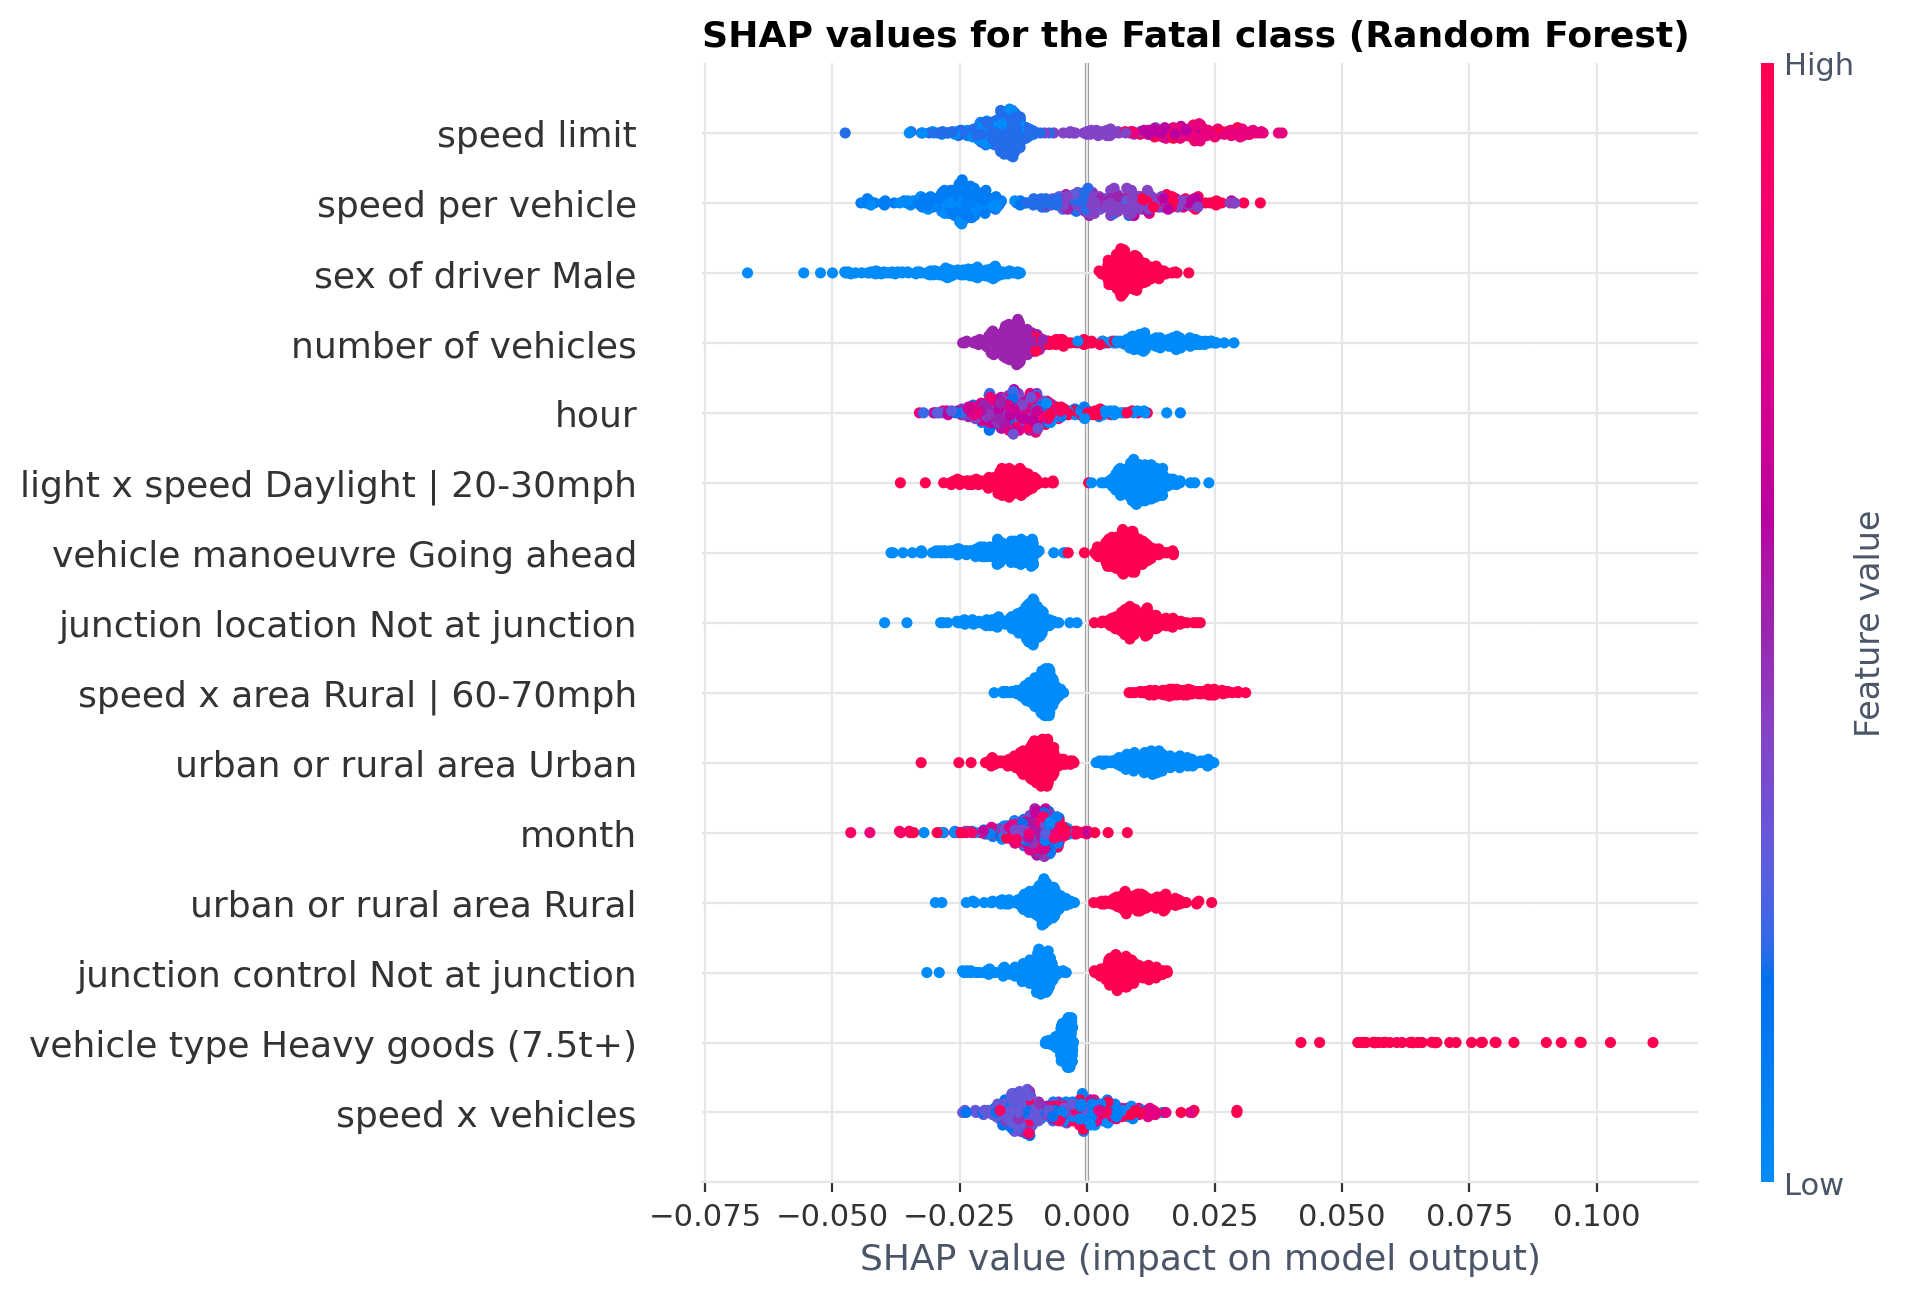 SHAP values for the Fatal class (Random Forest)
High
speed limit
speed per vehicle
sex of driver Male
number of vehicles
hour
light x speed Daylight | 20-30mph
vehicle manoeuvre Going ahead
junction location Not at junction
speed x area Rural | 60-70mph
urban or rural area Urban
month
urban or rural area Rural
junction control Not at junction
vehicle type Heavy goods (7.5t+)
speed x vehicles
Feature value
Low
−0.075 −0.050 −0.025 0.000 0.025 0.050 0.075 0.100
SHAP value (impact on model output)